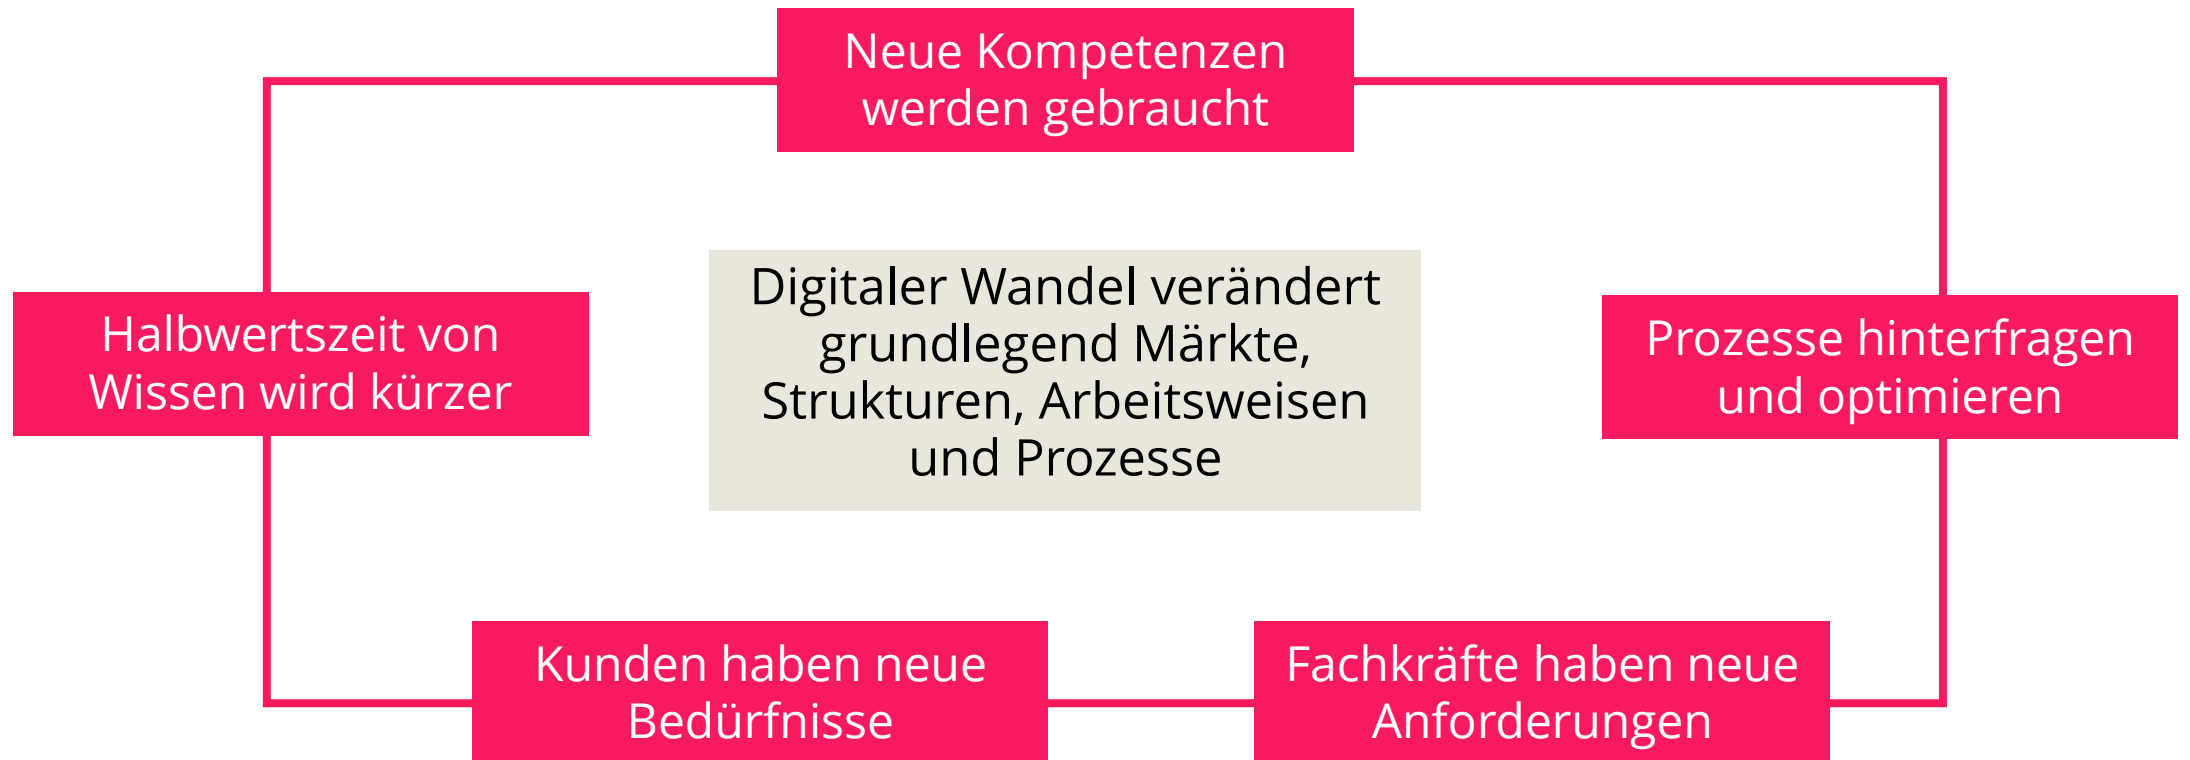 Neue Kompetenzen
werden gebraucht
Halbwertszeit von
Wissen wird kürzer
Digitaler Wandel verändert
grundlegend Märkte,
Strukturen, Arbeitsweisen
und Prozesse
Prozesse hinterfragen
und optimieren
Kunden haben neue
Bedürfnisse
Fachkräfte haben neue
Anforderungen